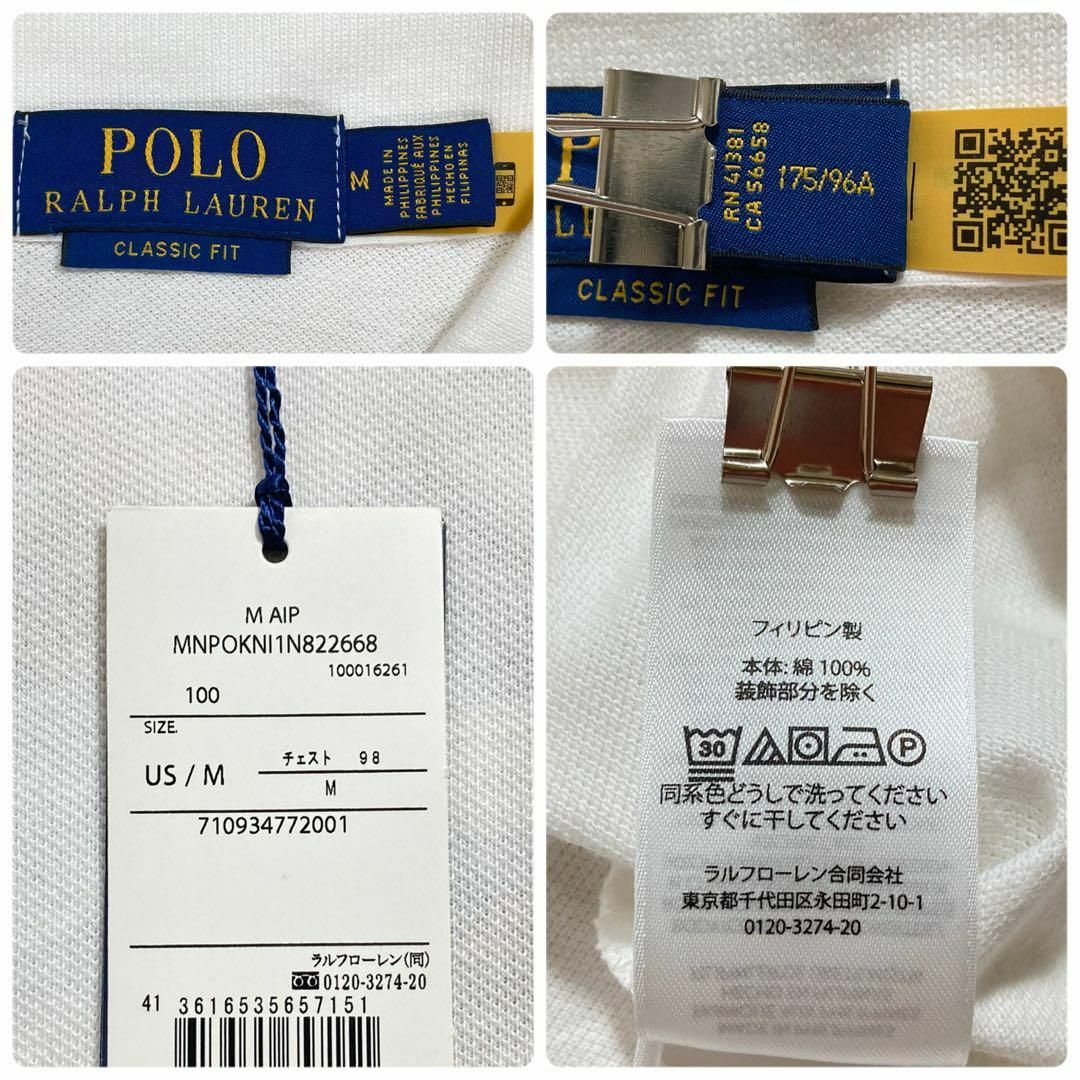 POLO
RALPH LAUREN
CLASSIC FIT
M
MADE IN
PHILIPPINES
FABRIQUÉ AUX
PHILIPPINES
HECHO EN
FILIPINAS
P
CLASSIC FIT
RN 41381
CA 56658
175/96A
M AIP
MNPOKNI1N822668
100016261
100
SIZE.
US / M
チェスト 98
M
710934772001
ラルフローレン(同)
0120-3274-20
41 3616535657151
フィリピン製
本体: 綿 100%
装飾部分を除く
30 P
同系色どうしで洗ってください
すぐに干してください
ラルフローレン合同会社
東京都千代田区永田町2-10-1
0120-3274-20